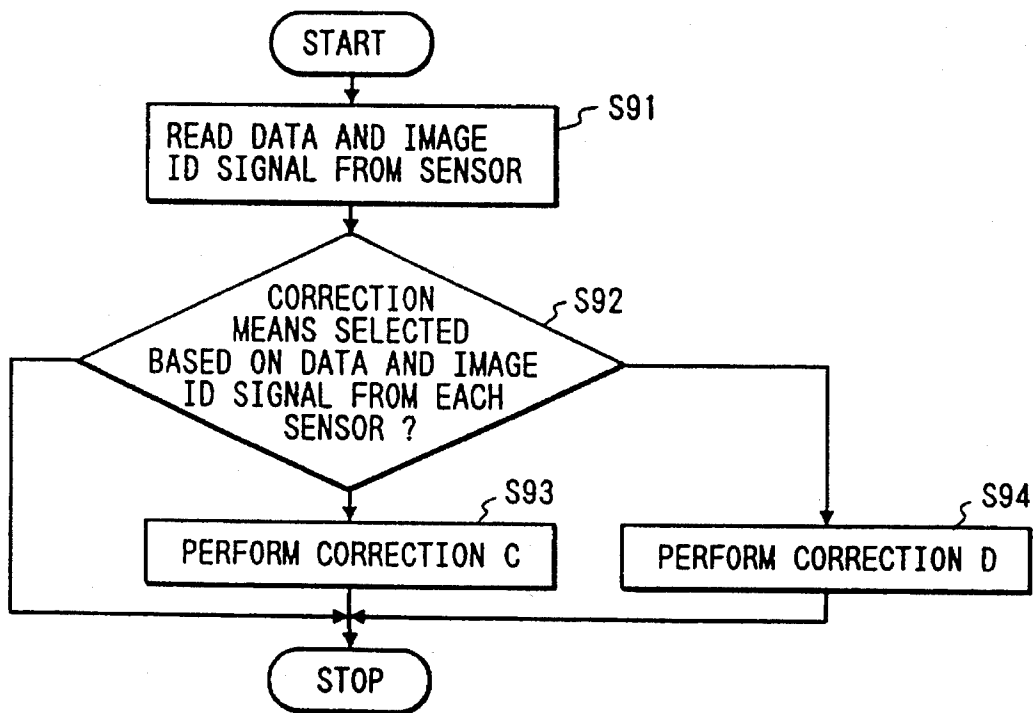 START
S91
READ DATA AND IMAGE
ID SIGNAL FROM SENSOR
S92
CORRECTION
MEANS SELECTED
BASED ON DATA AND IMAGE
ID SIGNAL FROM EACH
SENSOR ?
S93
PERFORM CORRECTION C
S94
PERFORM CORRECTION D
STOP